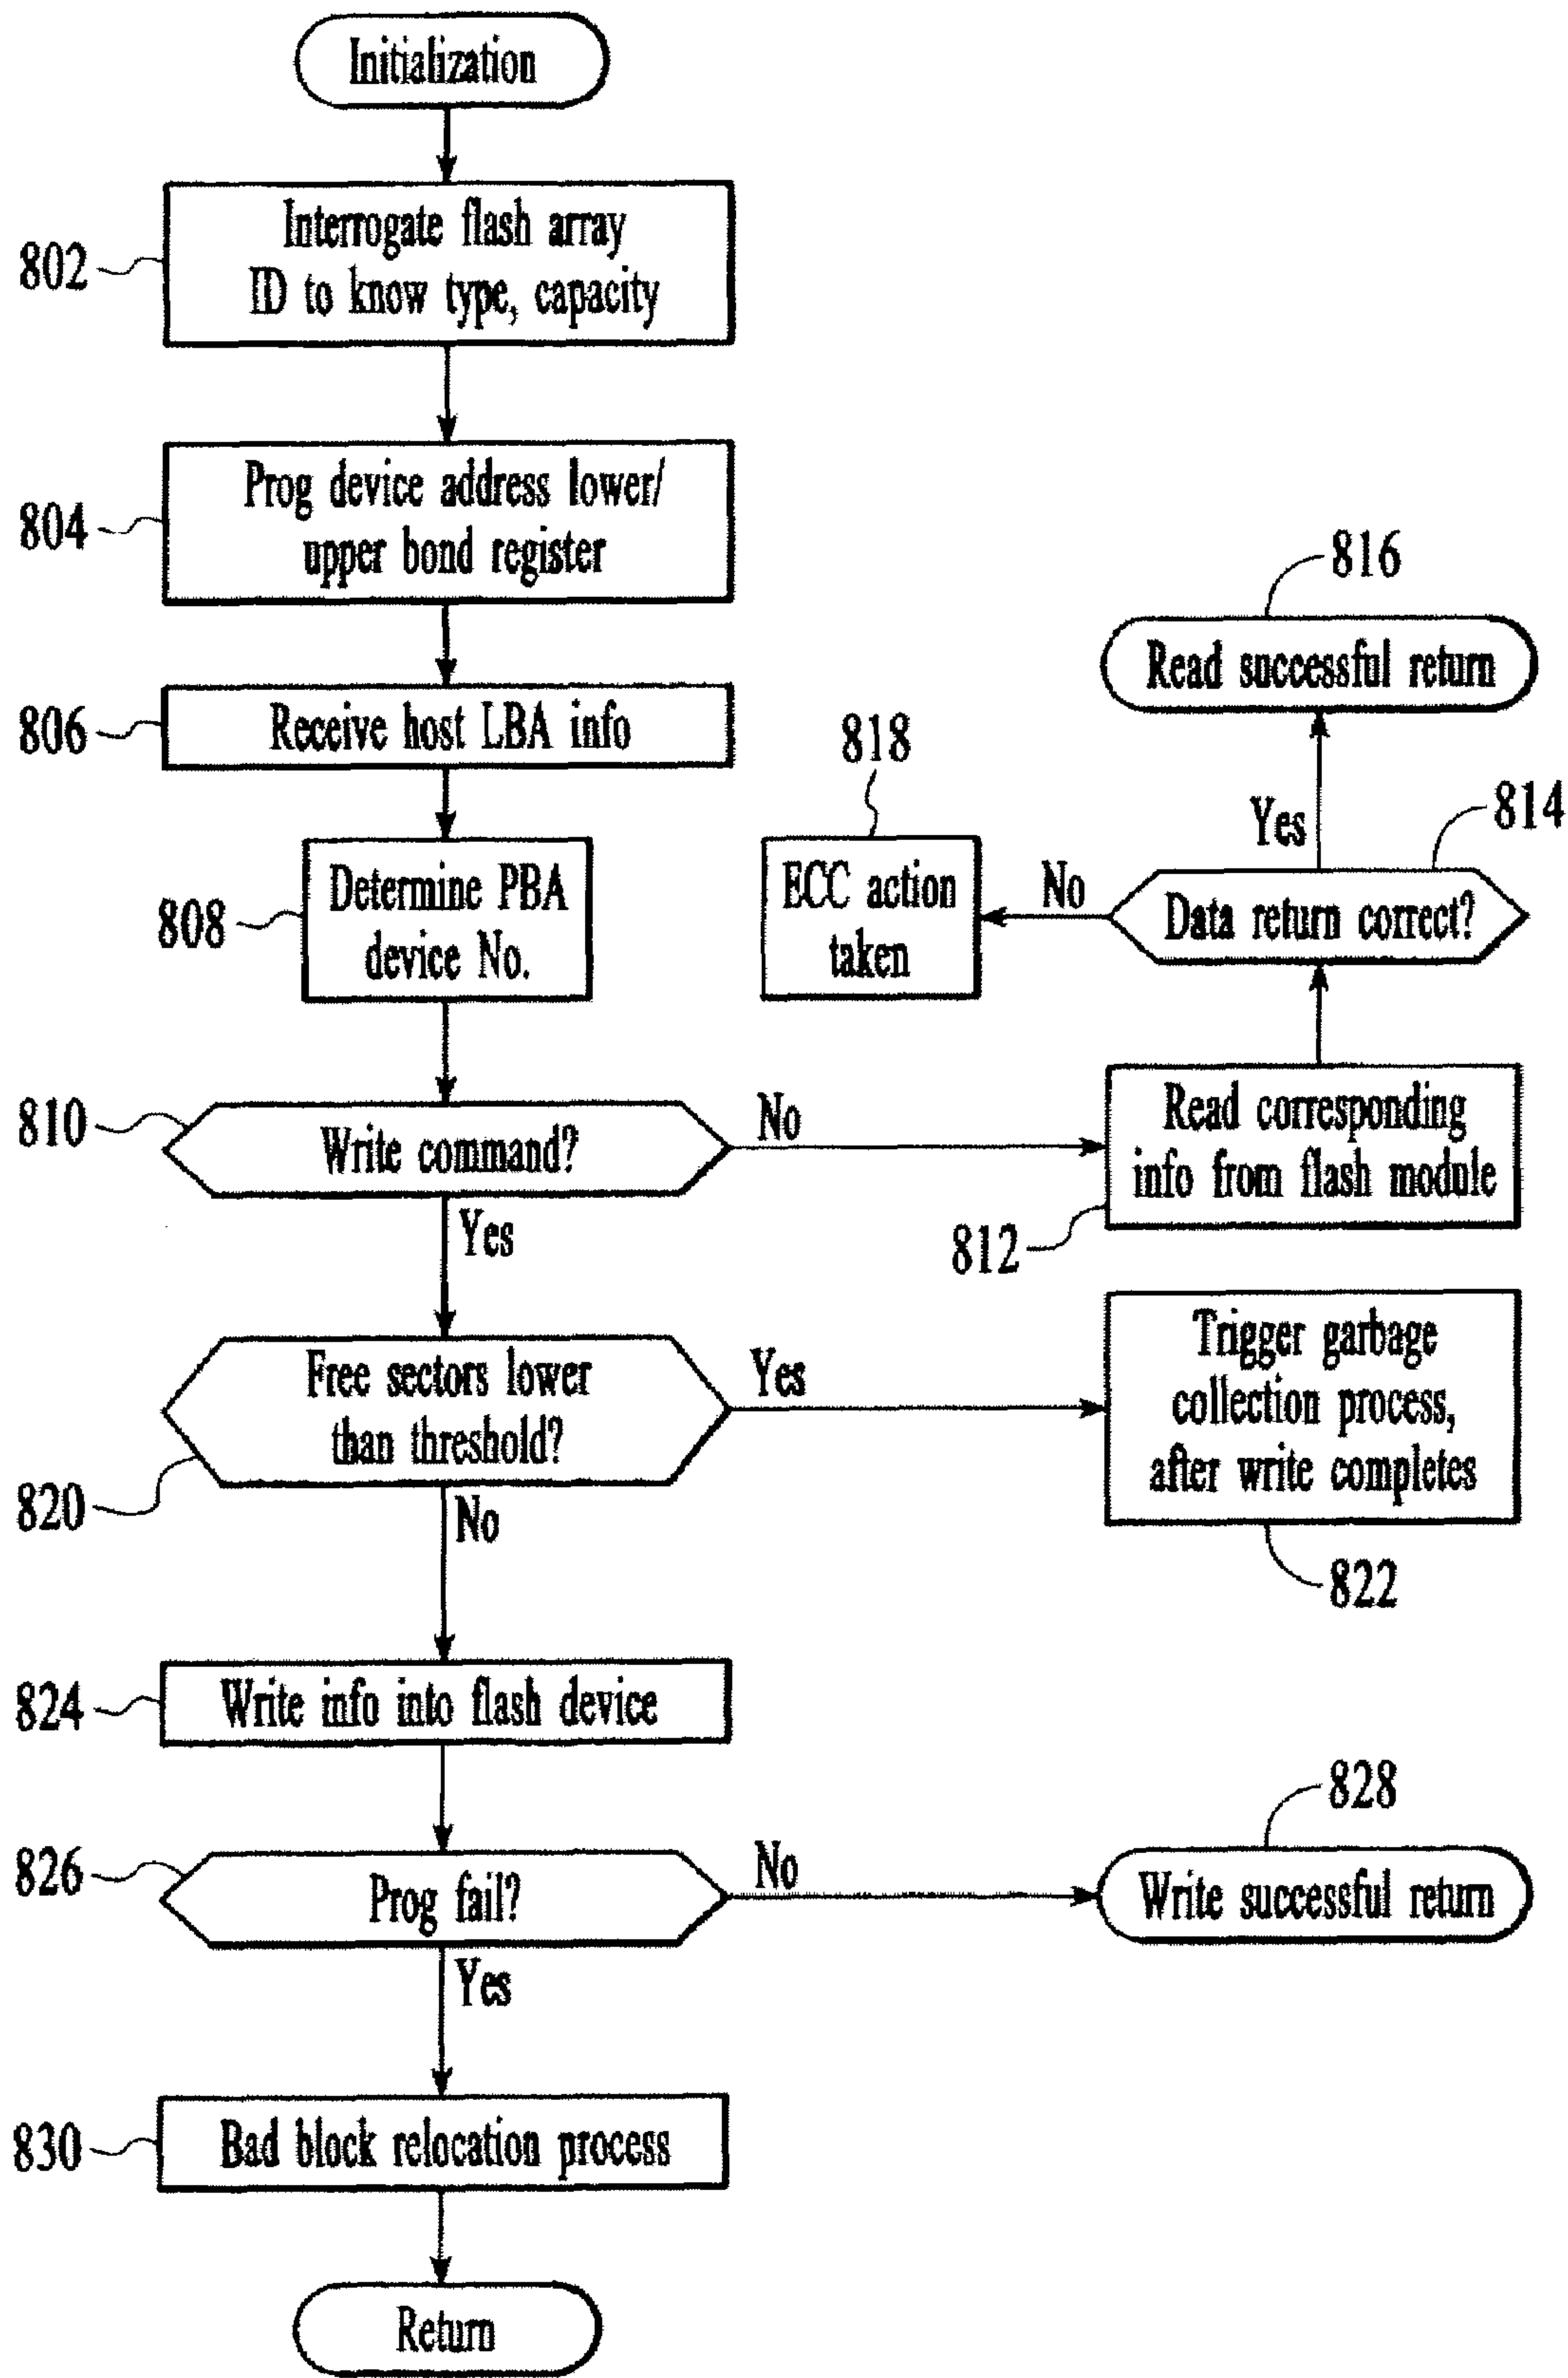 Initialization
802
Interrogate flash array
ID to know type, capacity
804
Prog device address lower/
upper bond register
816
Read successful return
806
Receive host LBA info
818
Yes
814
808
Determine PBA
device No.
ECC action
taken
No
Data return correct?
810
Write command?
No
Read corresponding
info from flash module
812
Yes
Free sectors lower
than threshold?
820
Yes
Trigger garbage
collection process,
after write completes
822
No
824
Write info into flash device
828
826
Prog fail?
No
Write successful return
Yes
830
Bad block relocation process
Return